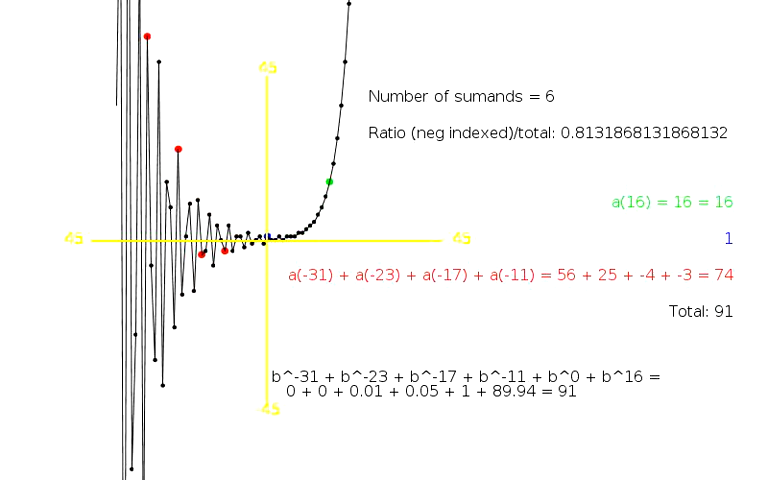 45
Number of sumands = 6
Ratio (neg indexed)/total: 0.8131868131868132
a(16) = 16 = 16
45
45
1
a(-31) + a(-23) + a(-17) + a(-11) = 56 + 25 + -4 + -3 = 74
Total: 91
b^-31 + b^-23 + b^-17 + b^-11 + b^0 + b^16 =
0 + 0 + 0.01 + 0.05 + 1 + 89.94 = 91
-45